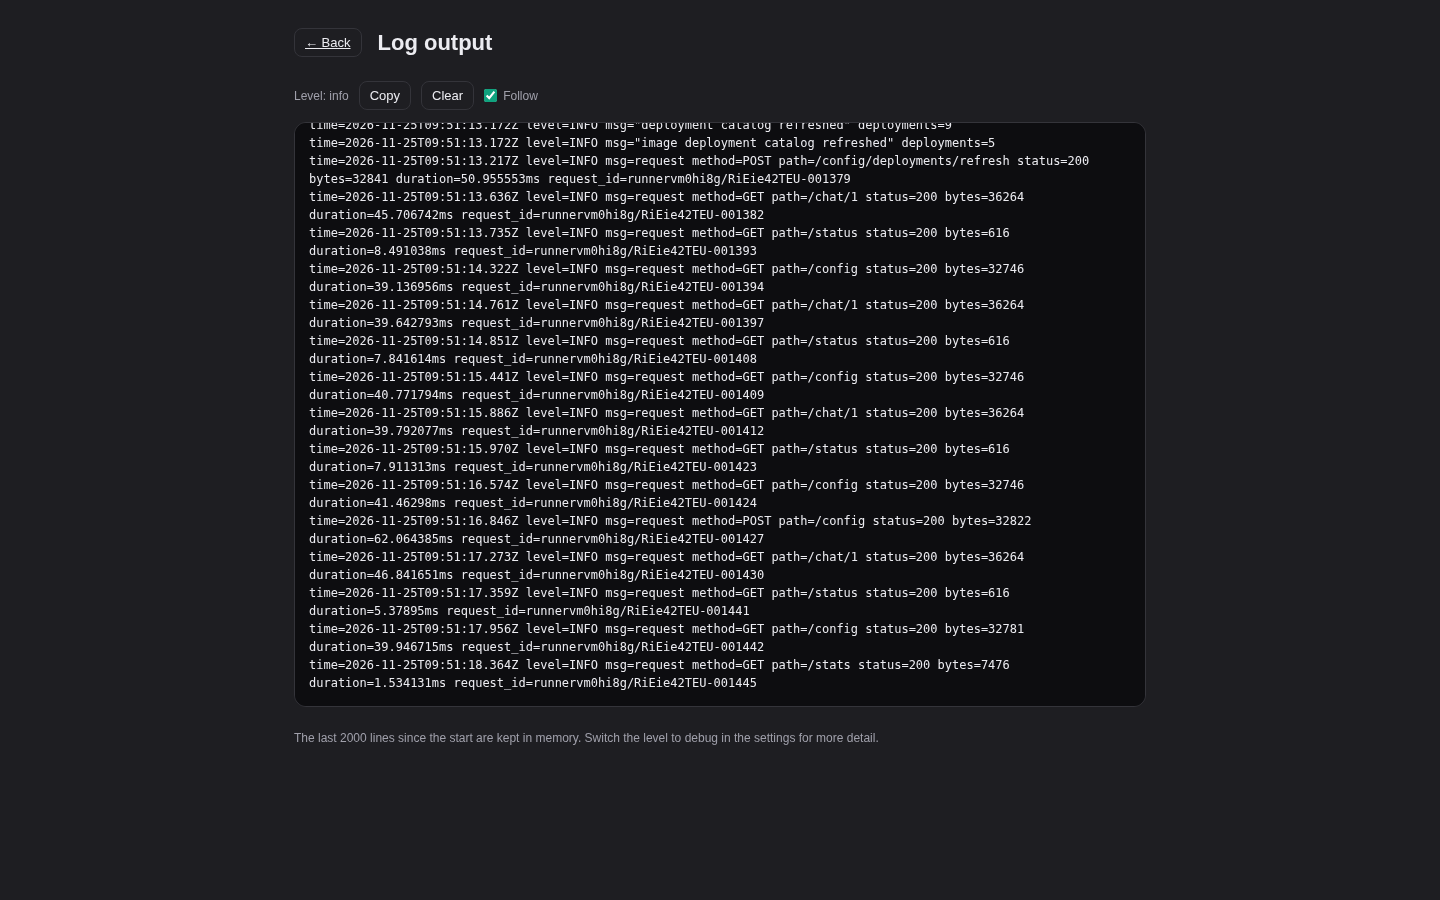 ← Back
Log output
Level: info
Copy
Clear
Follow
time=2026-11-25T09:51:13.172Z level=INFO msg="deployment catalog refreshed" deployments=9
time=2026-11-25T09:51:13.172Z level=INFO msg="image deployment catalog refreshed" deployments=5
time=2026-11-25T09:51:13.217Z level=INFO msg=request method=POST path=/config/deployments/refresh status=200
bytes=32841 duration=50.955553ms request_id=runnervm0hi8g/RiEie42TEU-001379
time=2026-11-25T09:51:13.636Z level=INFO msg=request method=GET path=/chat/1 status=200 bytes=36264
duration=45.706742ms request_id=runnervm0hi8g/RiEie42TEU-001382
time=2026-11-25T09:51:13.735Z level=INFO msg=request method=GET path=/status status=200 bytes=616
duration=8.491038ms request_id=runnervm0hi8g/RiEie42TEU-001393
time=2026-11-25T09:51:14.322Z level=INFO msg=request method=GET path=/config status=200 bytes=32746
duration=39.136956ms request_id=runnervm0hi8g/RiEie42TEU-001394
time=2026-11-25T09:51:14.761Z level=INFO msg=request method=GET path=/chat/1 status=200 bytes=36264
duration=39.642793ms request_id=runnervm0hi8g/RiEie42TEU-001397
time=2026-11-25T09:51:14.851Z level=INFO msg=request method=GET path=/status status=200 bytes=616
duration=7.841614ms request_id=runnervm0hi8g/RiEie42TEU-001408
time=2026-11-25T09:51:15.441Z level=INFO msg=request method=GET path=/config status=200 bytes=32746
duration=40.771794ms request_id=runnervm0hi8g/RiEie42TEU-001409
time=2026-11-25T09:51:15.886Z level=INFO msg=request method=GET path=/chat/1 status=200 bytes=36264
duration=39.792077ms request_id=runnervm0hi8g/RiEie42TEU-001412
time=2026-11-25T09:51:15.970Z level=INFO msg=request method=GET path=/status status=200 bytes=616
duration=7.911313ms request_id=runnervm0hi8g/RiEie42TEU-001423
time=2026-11-25T09:51:16.574Z level=INFO msg=request method=GET path=/config status=200 bytes=32746
duration=41.46298ms request_id=runnervm0hi8g/RiEie42TEU-001424
time=2026-11-25T09:51:16.846Z level=INFO msg=request method=POST path=/config status=200 bytes=32822
duration=62.064385ms request_id=runnervm0hi8g/RiEie42TEU-001427
time=2026-11-25T09:51:17.273Z level=INFO msg=request method=GET path=/chat/1 status=200 bytes=36264
duration=46.841651ms request_id=runnervm0hi8g/RiEie42TEU-001430
time=2026-11-25T09:51:17.359Z level=INFO msg=request method=GET path=/status status=200 bytes=616
duration=5.37895ms request_id=runnervm0hi8g/RiEie42TEU-001441
time=2026-11-25T09:51:17.956Z level=INFO msg=request method=GET path=/config status=200 bytes=32781
duration=39.946715ms request_id=runnervm0hi8g/RiEie42TEU-001442
time=2026-11-25T09:51:18.364Z level=INFO msg=request method=GET path=/stats status=200 bytes=7476
duration=1.534131ms request_id=runnervm0hi8g/RiEie42TEU-001445
The last 2000 lines since the start are kept in memory. Switch the level to debug in the settings for more detail.